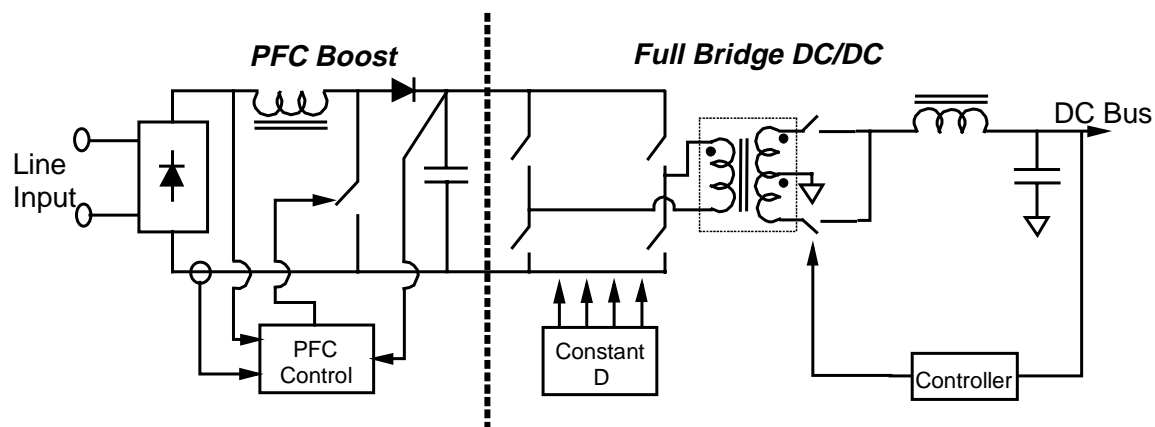 PFC Boost
Full Bridge DC/DC
DC Bus
Line
Input
PFC
Control
Constant
D
Controller